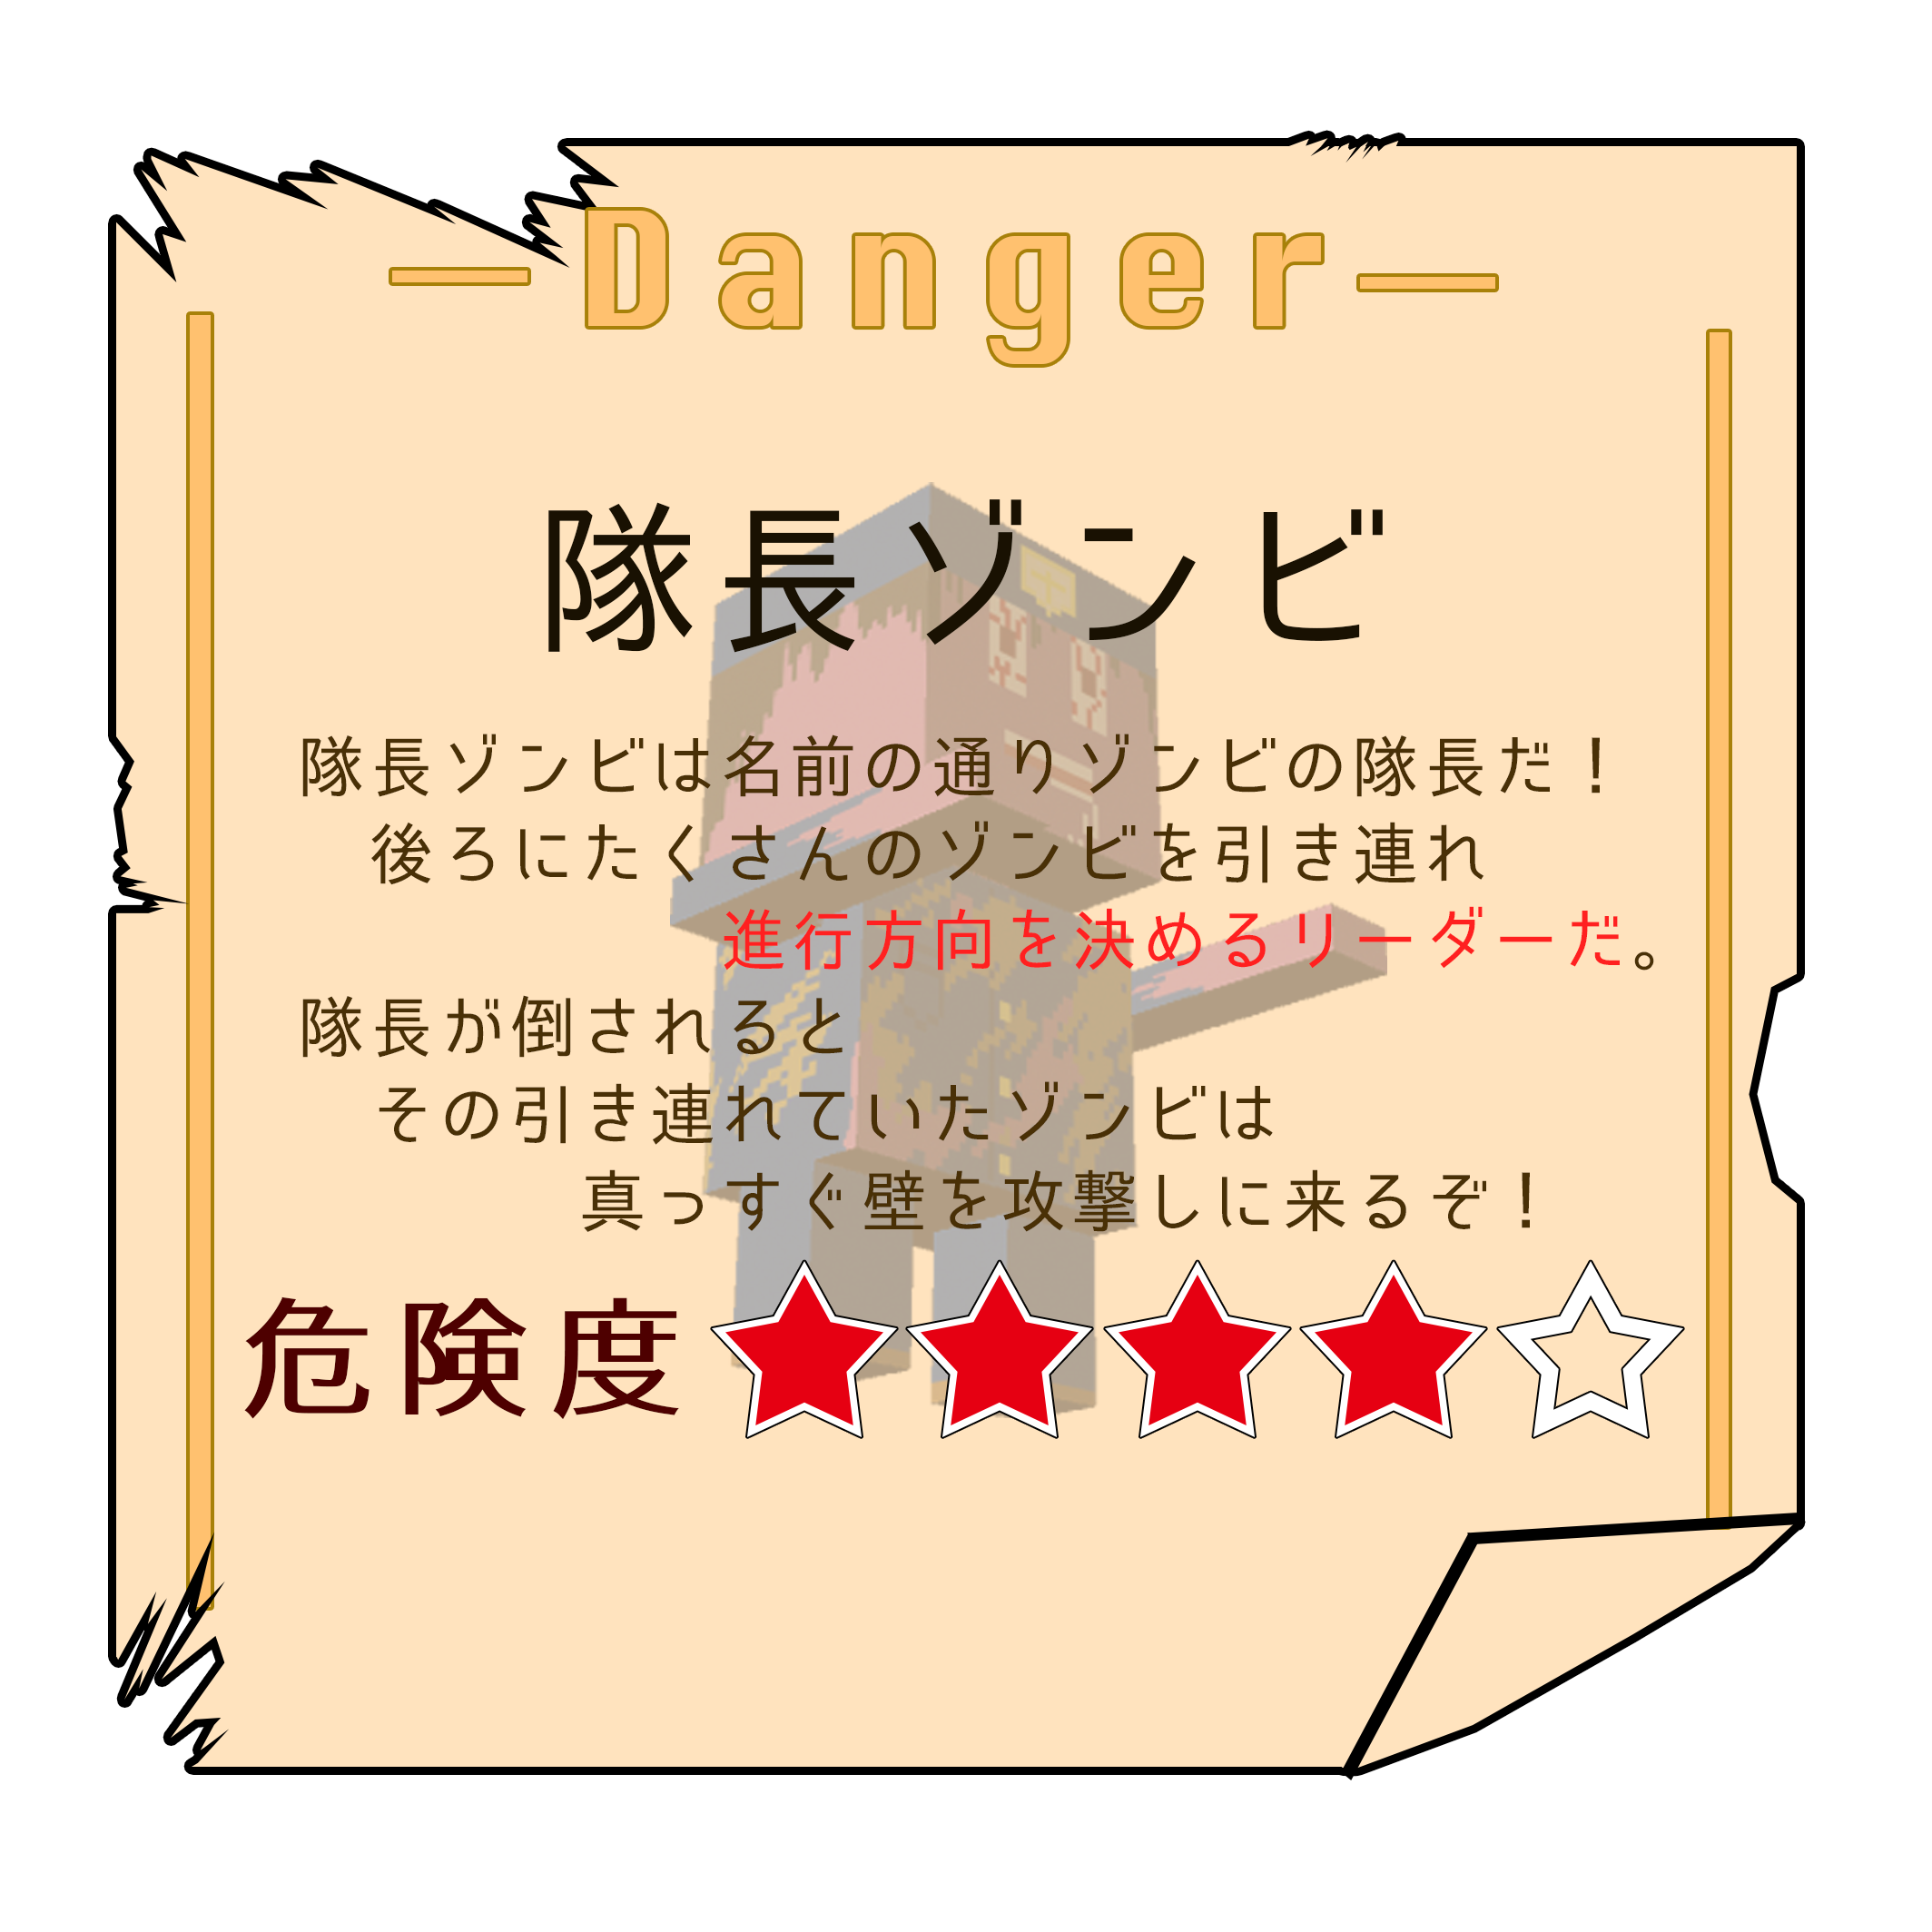 —Danger—
隊長ゾンビ
隊長ゾンビは名前の通りゾンビの隊長だ！
後ろにたくさんのゾンビを引き連れ
進行方向を決めるリーダーだ。
隊長が倒されると
その引き連れていたゾンビは
真っすぐ壁を攻撃しに来るぞ！
危険度